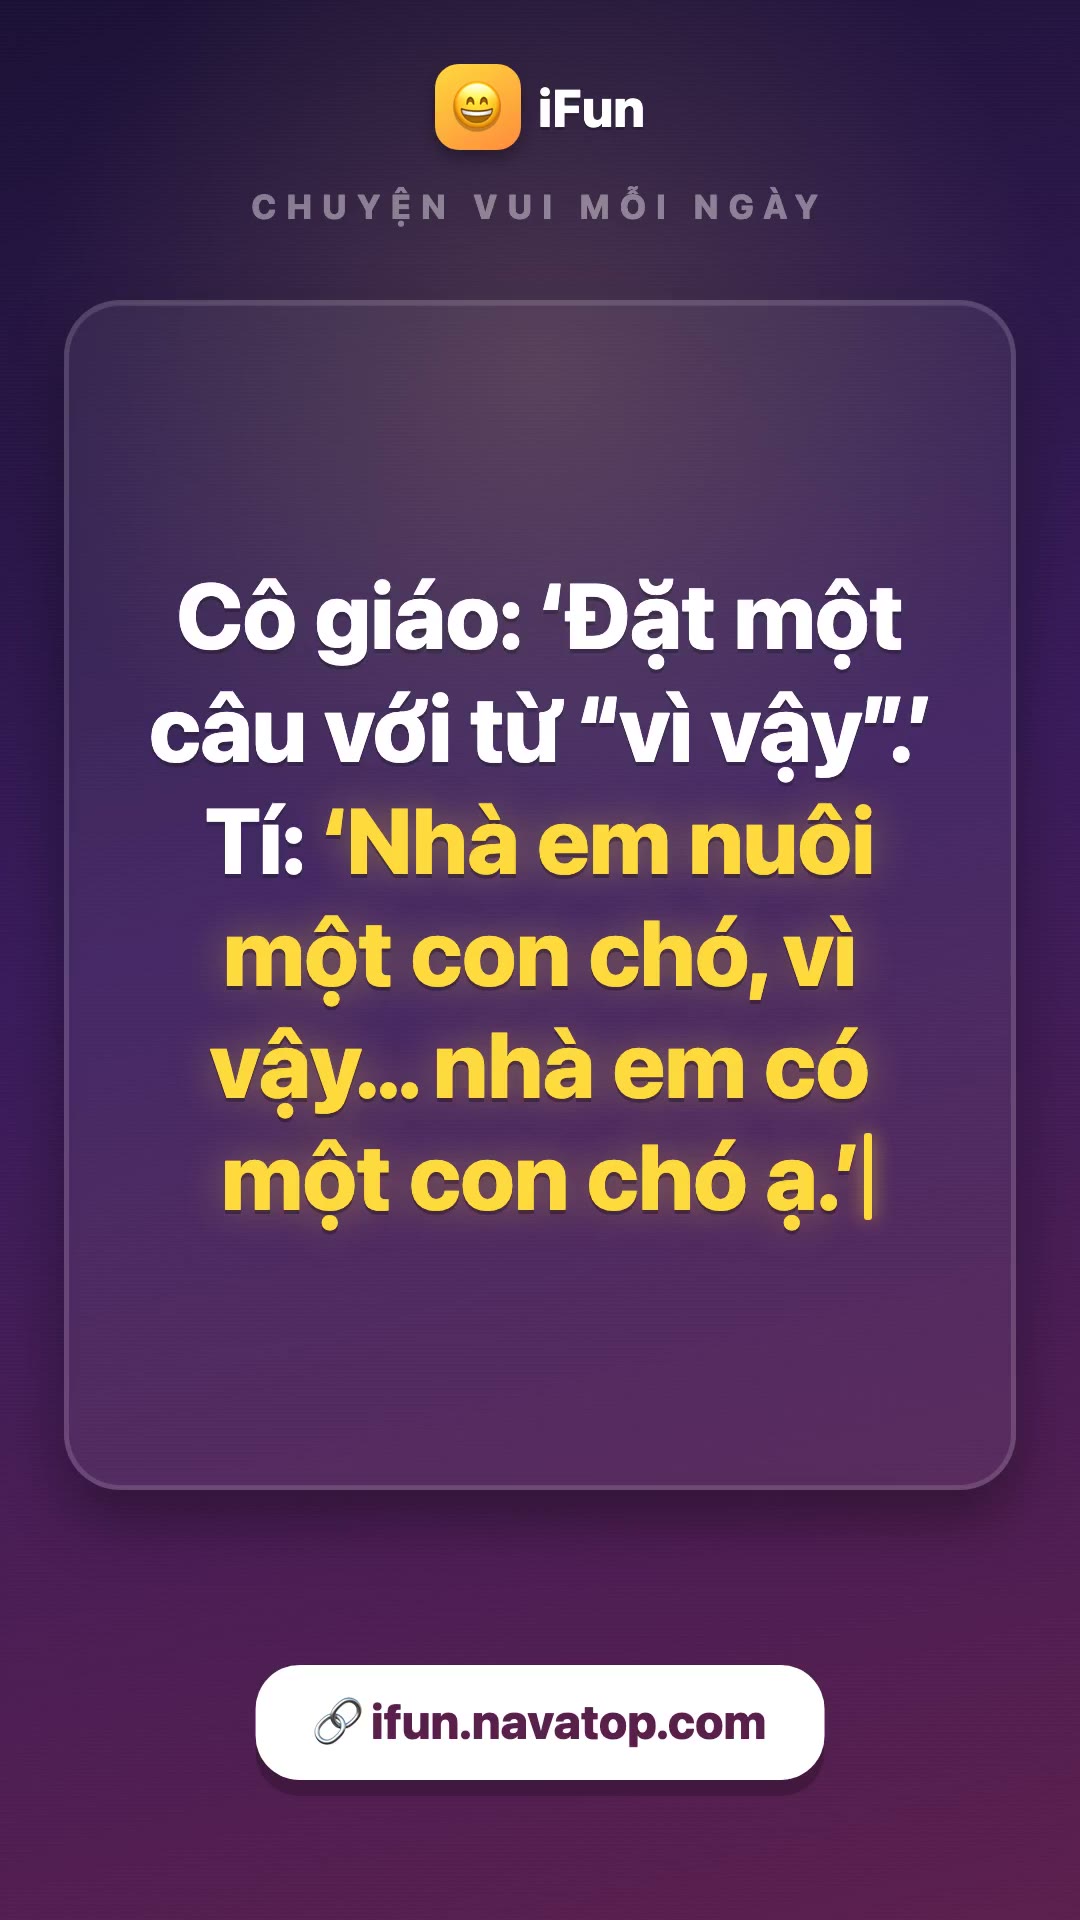 iFun
CHUYỆN VUI MỖI NGÀY
Cô giáo: ‘Đặt một
câu với từ “vì vậy”.’
Tí: ‘Nhà em nuôi
một con chó, vì
vậy... nhà em có
một con chó ạ.’
ifun.navatop.com